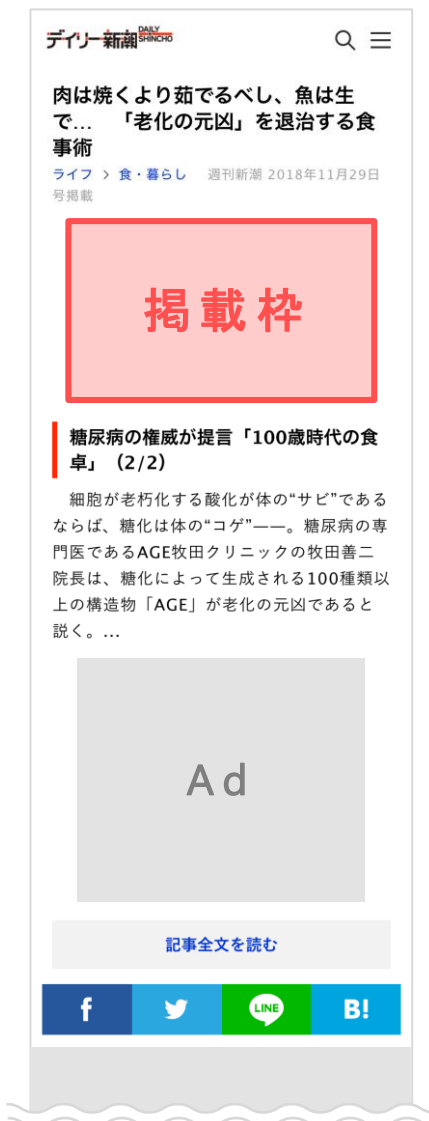 デイリー新潮 DAILY SHINCHO
肉は焼くより茹でるべし、魚は生
で… 「老化の元凶」を退治する食
事術
ライフ > 食・暮らし 週刊新潮 2018年11月29日
号掲載
掲載枠
糖尿病の権威が提言「100歳時代の食
卓」（2/2）
細胞が老朽化する酸化が体の“サビ”である
ならば、糖化は体の“コゲ”――。糖尿病の専
門医であるAGE牧田クリニックの牧田善二
院長は、糖化によって生成される100種類以
上の構造物「AGE」が老化の元凶であると
説く。…
Ad
記事全文を読む
f LINE B!